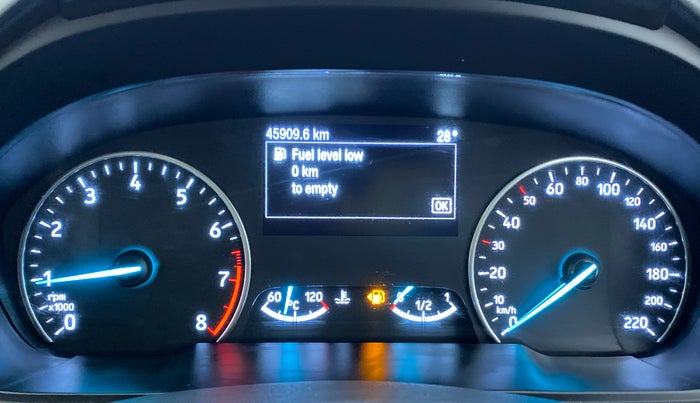 45909.6 km 28°
Fuel level low
0 km
to empty
OK
0 1 2 3 4 5 6 7 8
rpm
x1000
60 °C 120
0 1/2 1
0 10 20 30 40 50 60 80 100 120 140 160 180 200 220
km/h